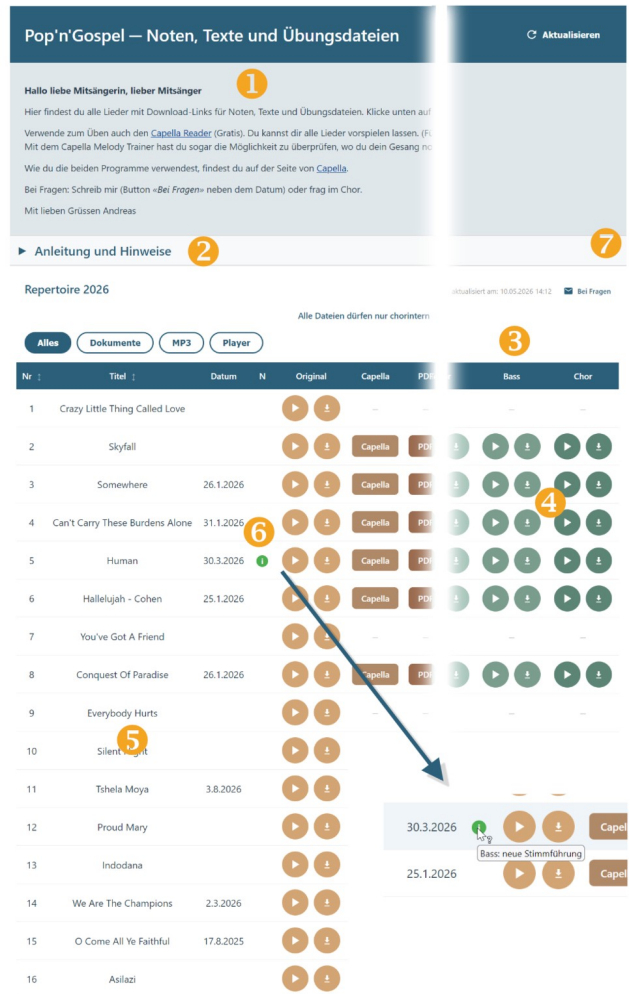 Pop'n'Gospel — Noten, Texte und Übungsdateien
Aktualisieren
1
Hallo liebe Mitsängerin, lieber Mitsänger
Hier findest du alle Lieder mit Download-Links für Noten, Texte und Übungsdateien. Klicke unten auf
Verwende zum Üben auch den Capella Reader (Gratis). Du kannst dir alle Lieder vorspielen lassen. (Fü
Mit dem Capella Melody Trainer hast du sogar die Möglichkeit zu überprüfen, wo du dein Gesang no
Wie du die beiden Programme verwendest, findest du auf der Seite von Capella.
Bei Fragen: Schreib mir (Button «Bei Fragen» neben dem Datum) oder frag im Chor.
Mit lieben Grüssen Andreas
7
Anleitung und Hinweise 2
Repertoire 2026
aktualisiert am: 10.05.2026 14:12 Bei Fragen
Alle Dateien dürfen nur chorintern
Alles Dokumente MP3 Player
3
Nr Titel Datum N Original Capella PDF Bass Chor
1 Crazy Little Thing Called Love – – – –
2 Skyfall Capella PDF
3 Somewhere 26.1.2026 Capella PDF
4
4 Can't Carry These Burdens Alone 31.1.2026 Capella PDF
6
5 Human 30.3.2026 i Capella PDF
6 Hallelujah - Cohen 25.1.2026 Capella PDF
7 You've Got A Friend – – – –
8 Conquest Of Paradise 26.1.2026 Capella PDF
9 Everybody Hurts – – – –
5
10 Silent Night
11 Tshela Moya 3.8.2026
12 Proud Mary
13 Indodana
14 We Are The Champions 2.3.2026
15 O Come All Ye Faithful 17.8.2025
16 Asilazi
30.3.2026 i Capel
Bass: neue Stimmführung
25.1.2026 Capel